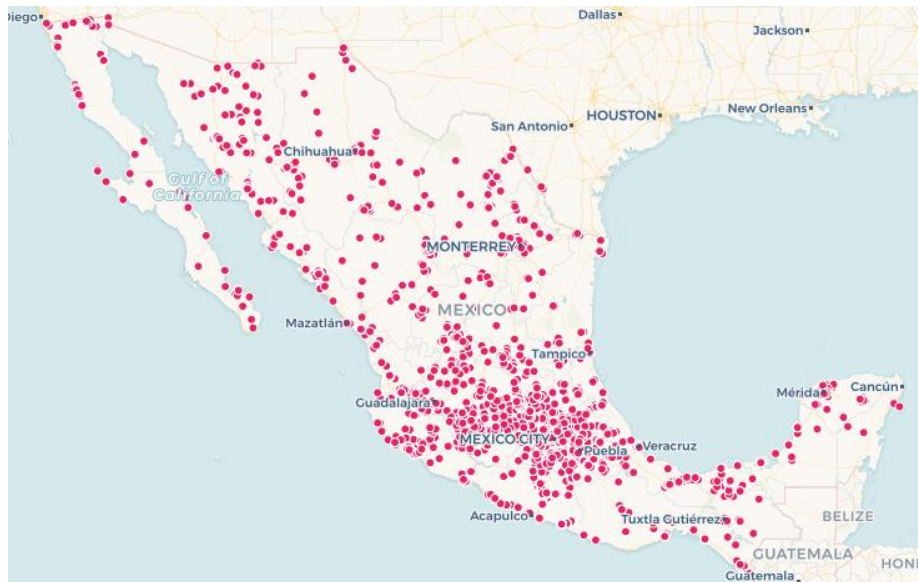 Diego
Dallas
Jackson
HOUSTON
New Orleans
San Antonio
Chihuahua
Gulf of
California
MONTERREY
MEXICO
Mazatlán
Tampico
Guadalajara
MEXICO CITY
Puebla
Veracruz
Mérida
Cancún
Acapulco
Tuxtla Gutiérrez
BELIZE
GUATEMALA
HON
Guatemala